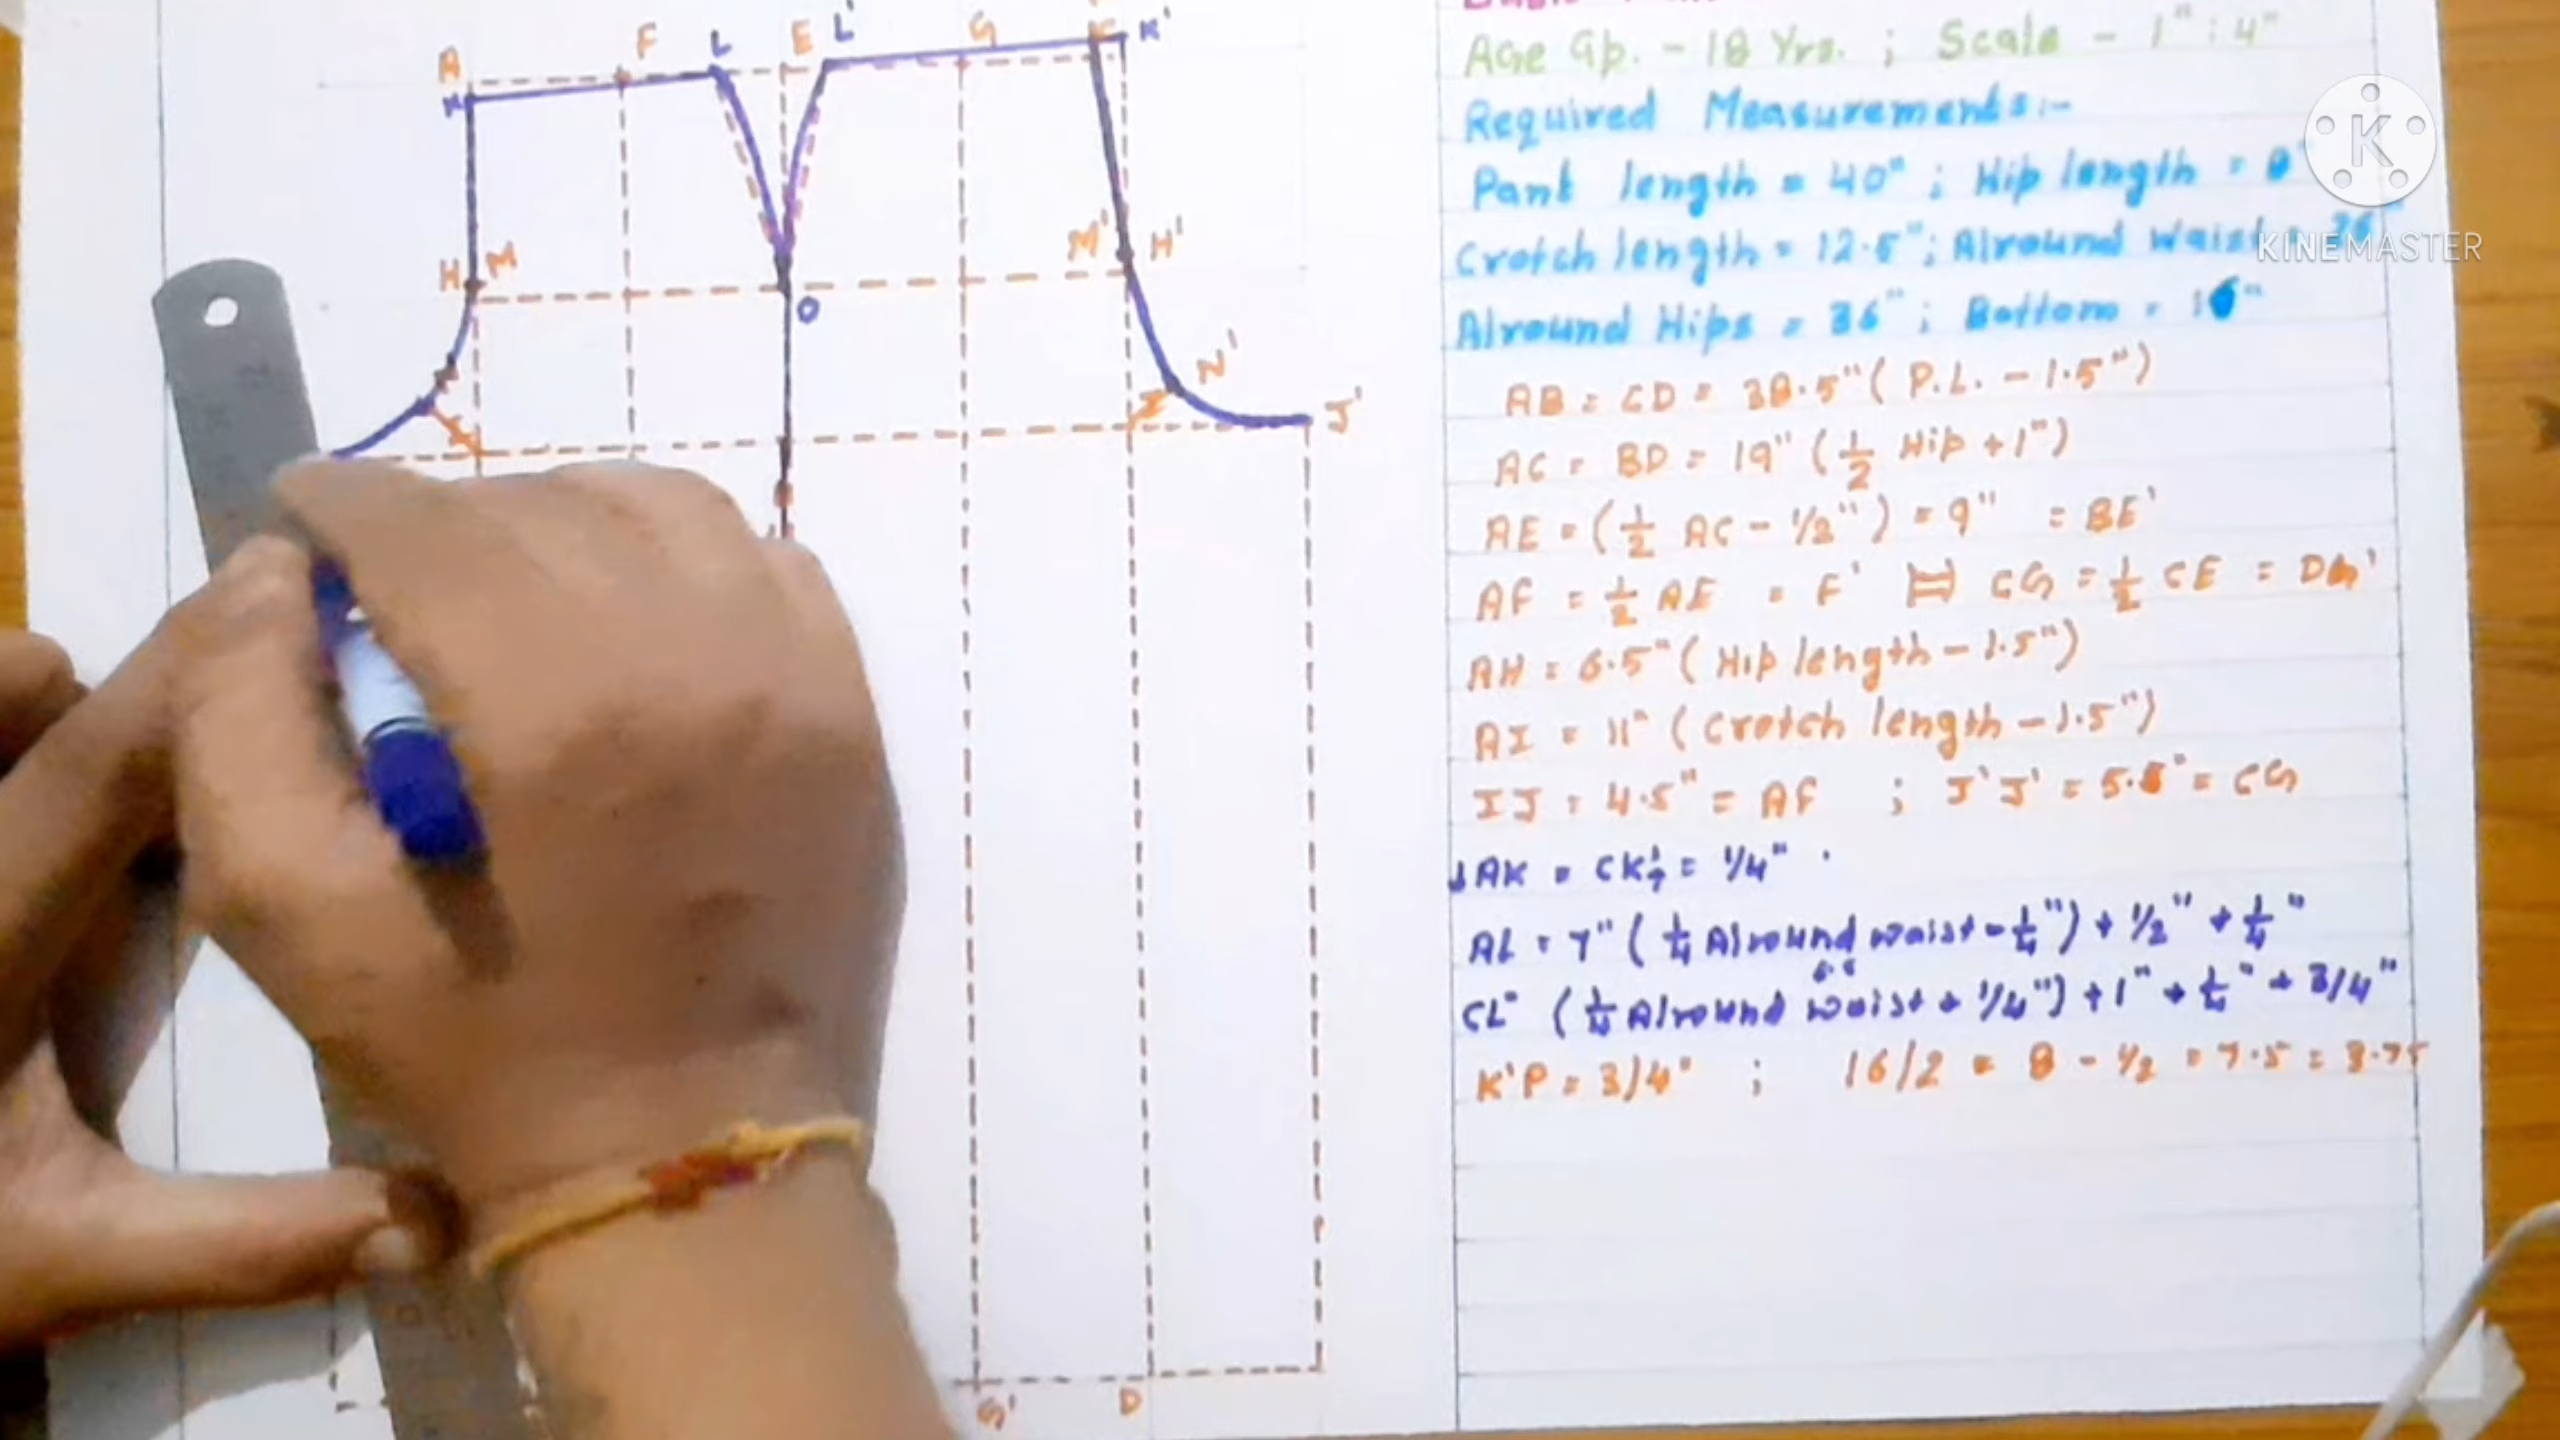 A
F
L
E
L'
G
K'
K
H
M
O
M'
H'
N'
I
J'
G'
D
Age Gp. - 18 Yrs. ; Scale - 1" : 4"
Required Measurements:-
Pant length = 40" ; Hip length = 8"
Crotch length = 12.5" ; Alround Waist
Alround Hips = 36" ; Bottom = 16"
AB = CD = 38.5" ( P.L. - 1.5" )
AC = BD = 19" ( 1/2 Hip + 1" )
AE = ( 1/2 AC - 1/2" ) = 9" = BE'
AF = 1/2 AE = F' CG = 1/2 CE = DG'
AH = 6.5" ( Hip length - 1.5" )
AI = 11" ( Crotch length - 1.5" )
IJ = 4.5" = AF ; I'J' = 5.5" = CG
↓AK = CK'↑ = 1/4"
AL = 7" ( 1/4 Alround waist - 1/4" ) + 1/2" + 1/4"
CL" ( 1/4 Alround waist + 1/4" ) + 1" + 1/4" + 3/4"
K'P = 3/4" ; 16/2 = 8 - 1/2 = 7.5 = 3.75
K
KINEMASTER